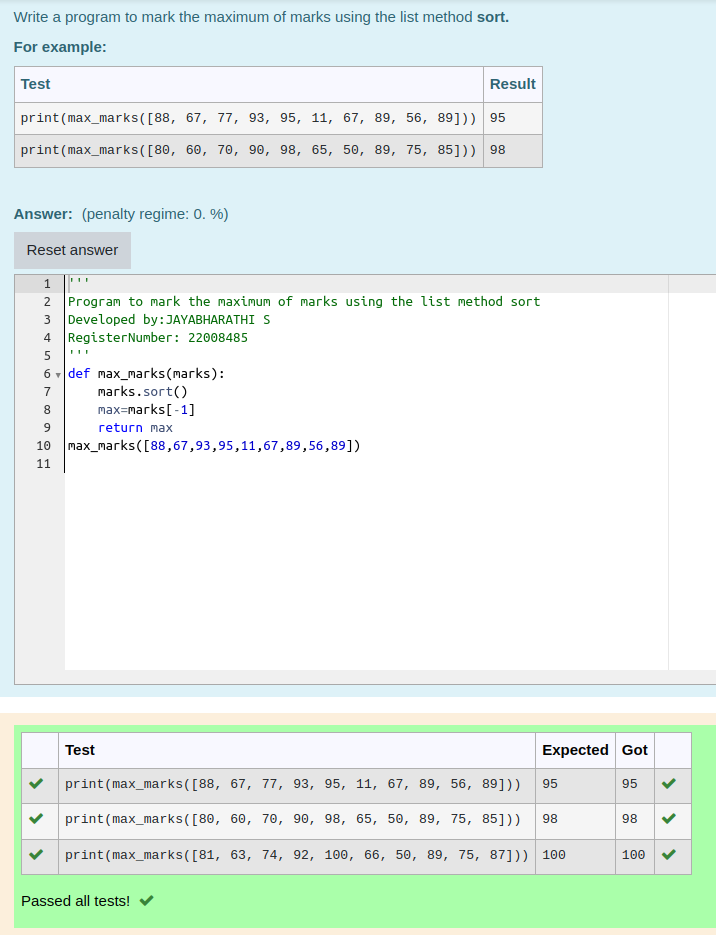 Write a program to mark the maximum of marks using the list method sort.
For example:
Test Result
print(max_marks([88, 67, 77, 93, 95, 11, 67, 89, 56, 89])) 95
print(max_marks([80, 60, 70, 90, 98, 65, 50, 89, 75, 85])) 98
Answer: (penalty regime: 0. %)
Reset answer
1 '''
2 Program to mark the maximum of marks using the list method sort
3 Developed by:JAYABHARATHI S
4 RegisterNumber: 22008485
5 '''
6 def max_marks(marks):
7 marks.sort()
8 max=marks[-1]
9 return max
10 max_marks([88,67,93,95,11,67,89,56,89])
11
Test Expected Got
print(max_marks([88, 67, 77, 93, 95, 11, 67, 89, 56, 89])) 95 95
print(max_marks([80, 60, 70, 90, 98, 65, 50, 89, 75, 85])) 98 98
print(max_marks([81, 63, 74, 92, 100, 66, 50, 89, 75, 87])) 100 100
Passed all tests!